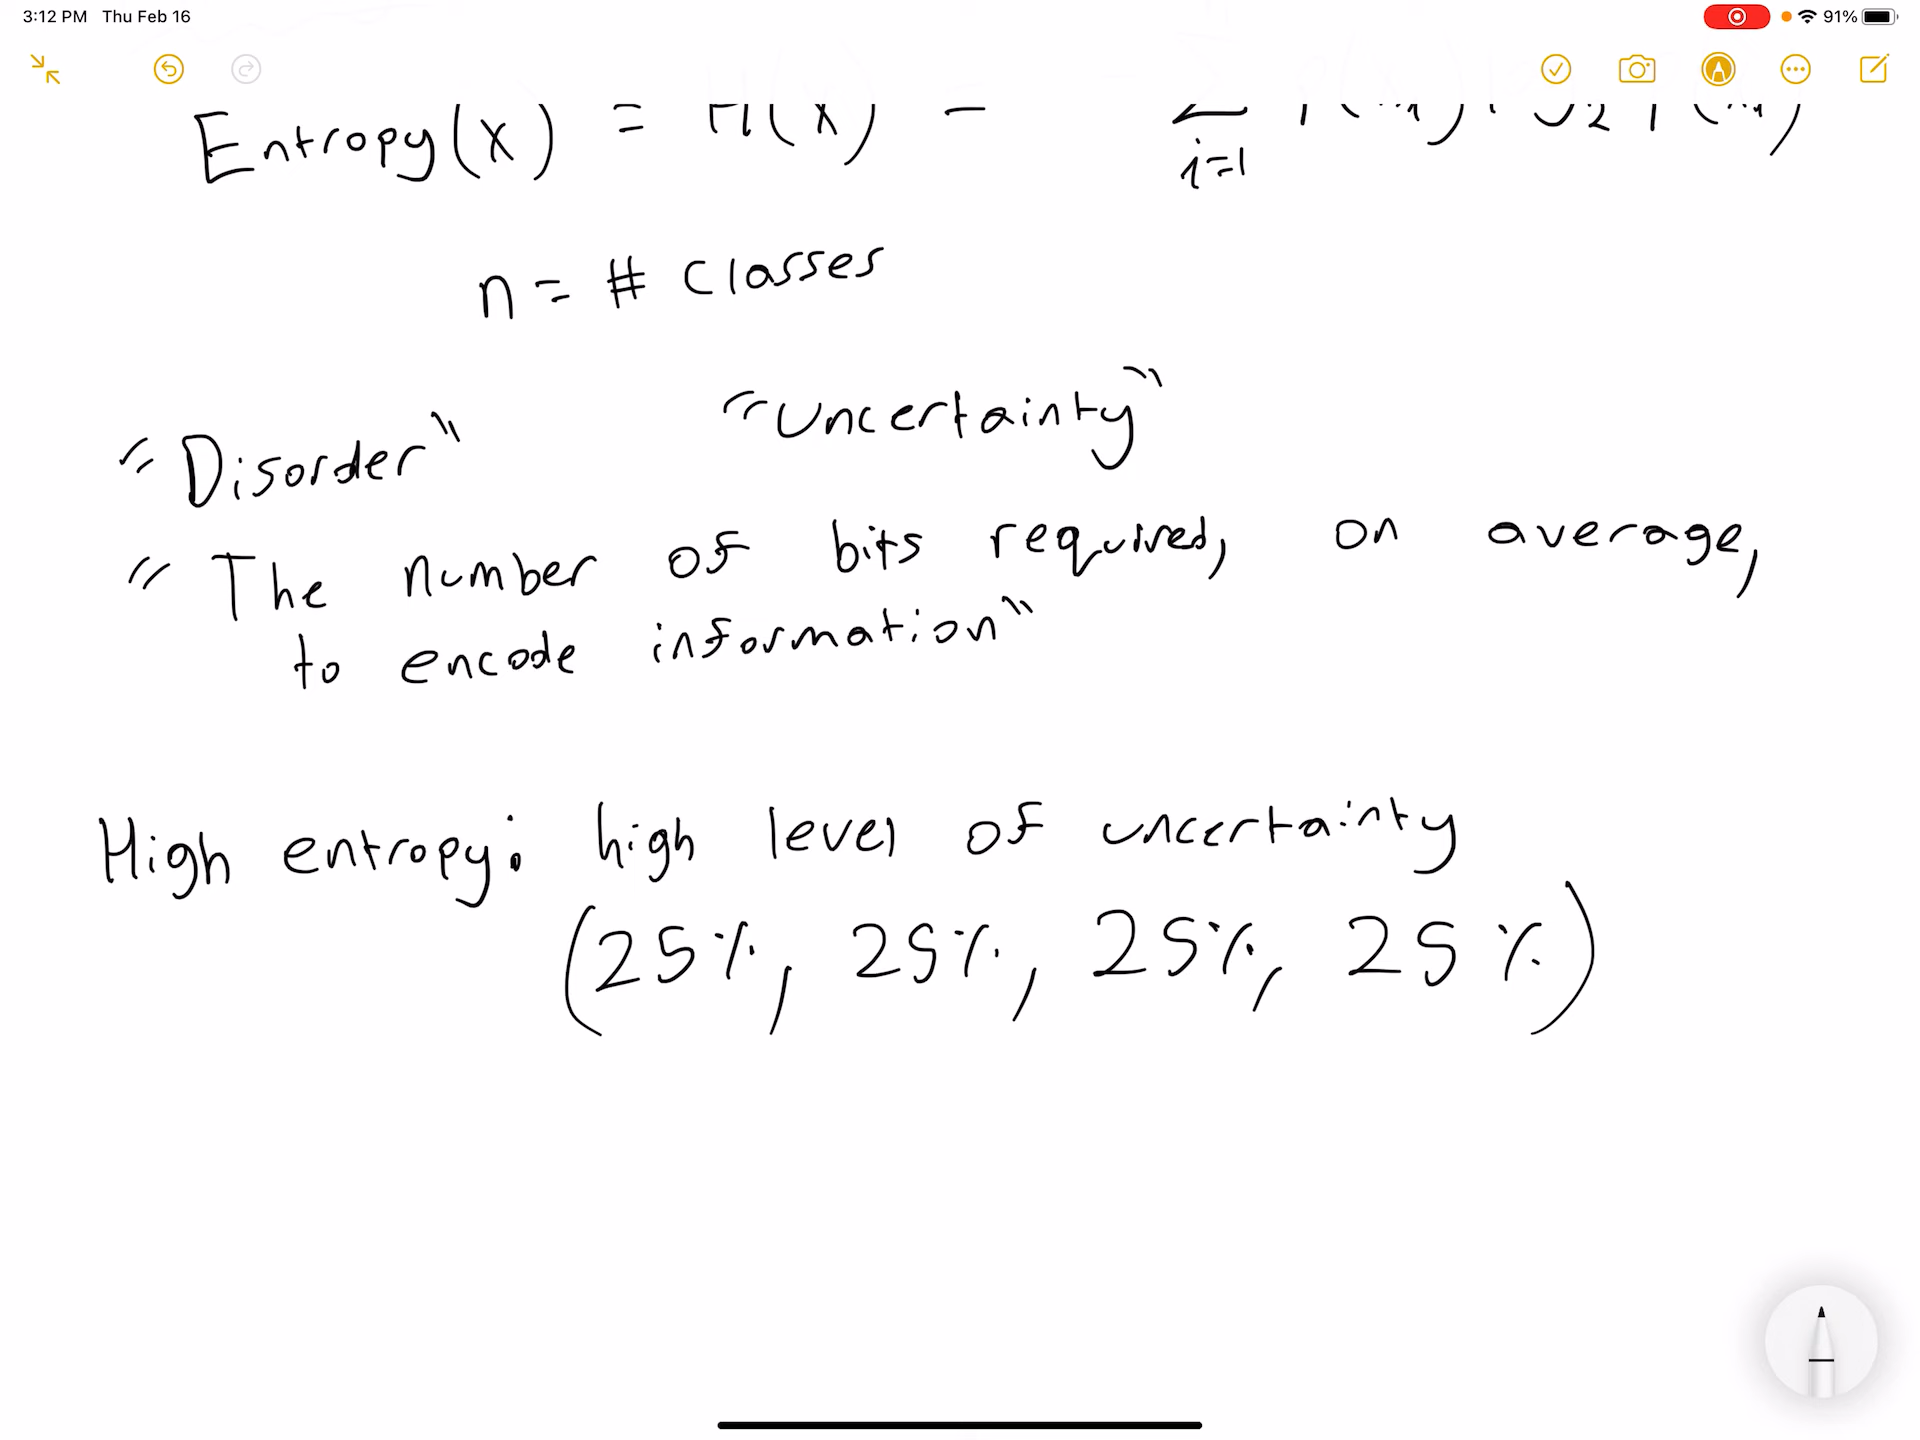 3:12 PM Thu Feb 16 91%
Entropy(x) = H(x) -
i=1
n = # classes
"Disorder" "Uncertainty"
"The number of bits required, on average,
to encode information"
High entropy: high level of uncertainty
(25%, 25%, 25%, 25%)